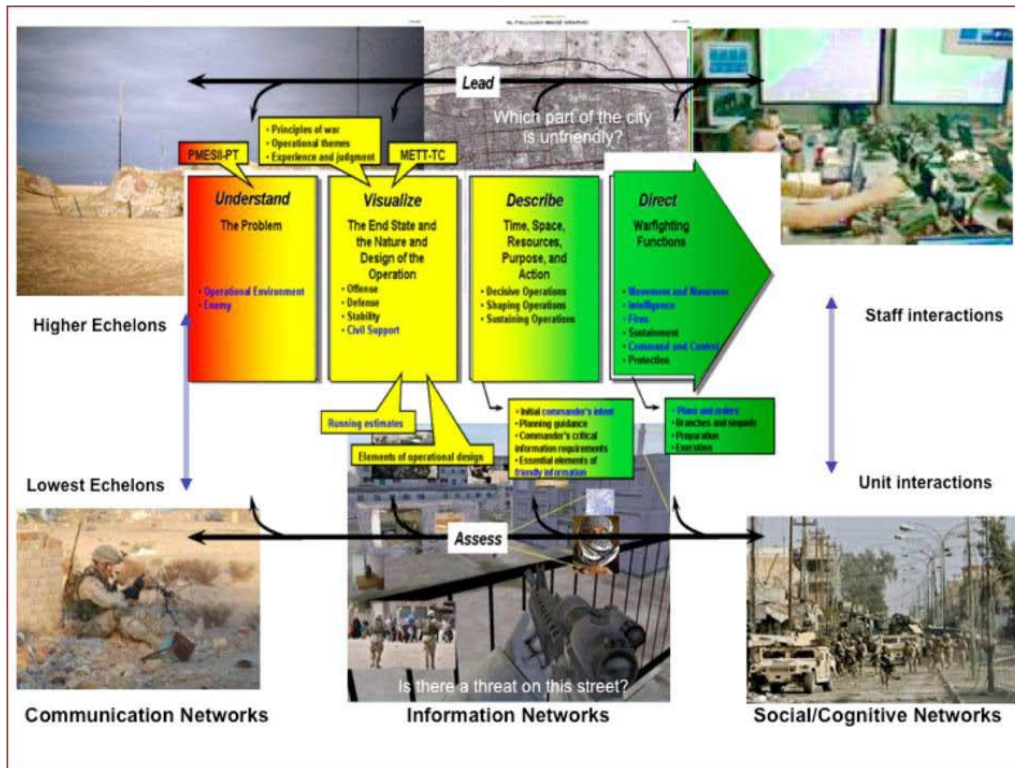 AL FALLUJAH IMAGE GRAPHIC
Lead
Which part of the city
is unfriendly?
• Principles of war
• Operational themes
• Experience and judgment
PMESII-PT
METT-TC
Understand
The Problem
• Operational Environment
• Enemy
Visualize
The End State and
the Nature and
Design of the
Operation
• Offense
• Defense
• Stability
• Civil Support
Describe
Time, Space,
Resources,
Purpose, and
Action
• Decisive Operations
• Shaping Operations
• Sustaining Operations
Direct
Warfighting
Functions
• Movement and Maneuver
• Intelligence
• Fires
• Sustainment
• Command and Control
• Protection
Higher Echelons
Staff interactions
Running estimates
Elements of operational design
• Initial commander's intent
• Planning guidance
• Commander's critical
information requirements
• Essential elements of
friendly information
• Plans and orders
• Branches and sequels
• Preparation
• Execution
Lowest Echelons
Unit interactions
Assess
Is there a threat on this street?
Communication Networks
Information Networks
Social/Cognitive Networks